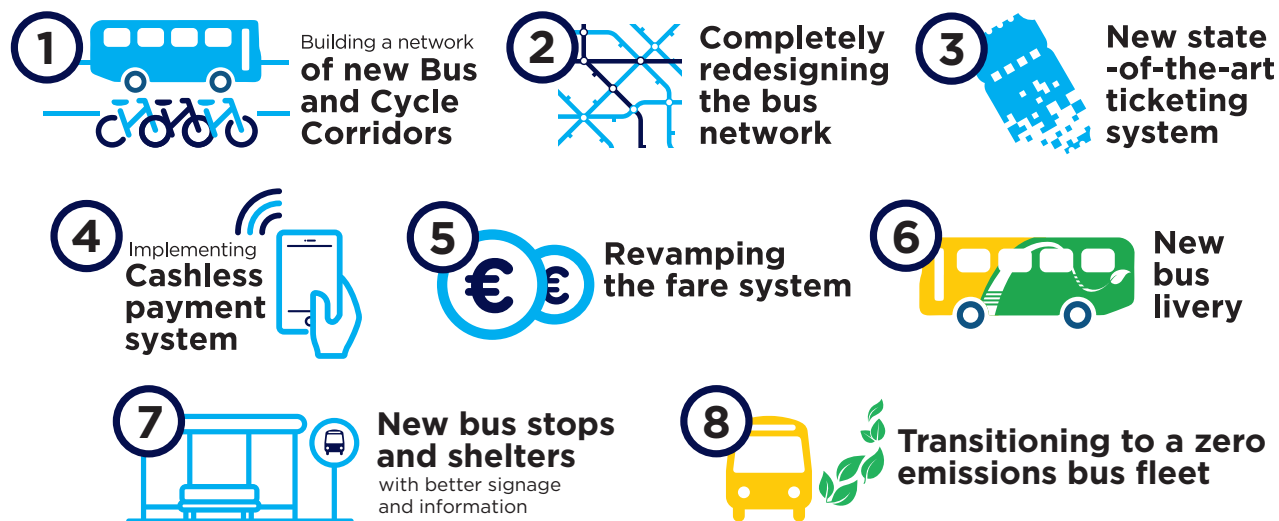 1
Building a network
of new Bus
and Cycle
Corridors
2
Completely
redesigning
the bus
network
3
New state
-of-the-art
ticketing
system
4
Implementing
Cashless
payment
system
5
€
€
Revamping
the fare system
6
New
bus
livery
7
New bus stops
and shelters
with better signage
and information
8
Transitioning to a zero
emissions bus fleet